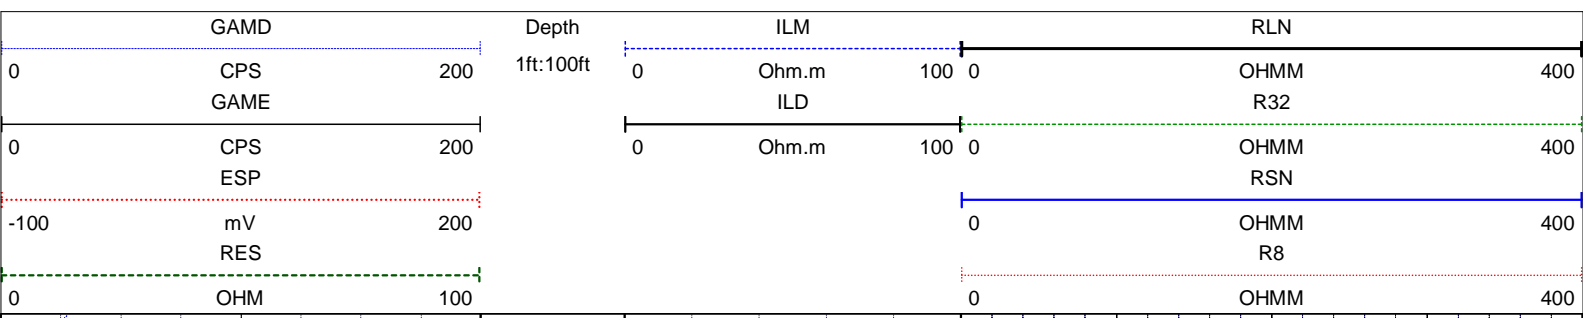 GAMD Depth ILM RLN
0 CPS 200 1ft:100ft 0 Ohm.m 100 0 OHMM 400
GAME ILD R32
0 CPS 200 0 Ohm.m 100 0 OHMM 400
ESP RSN
-100 mV 200 0 OHMM 400
RES R8
0 OHM 100 0 OHMM 400